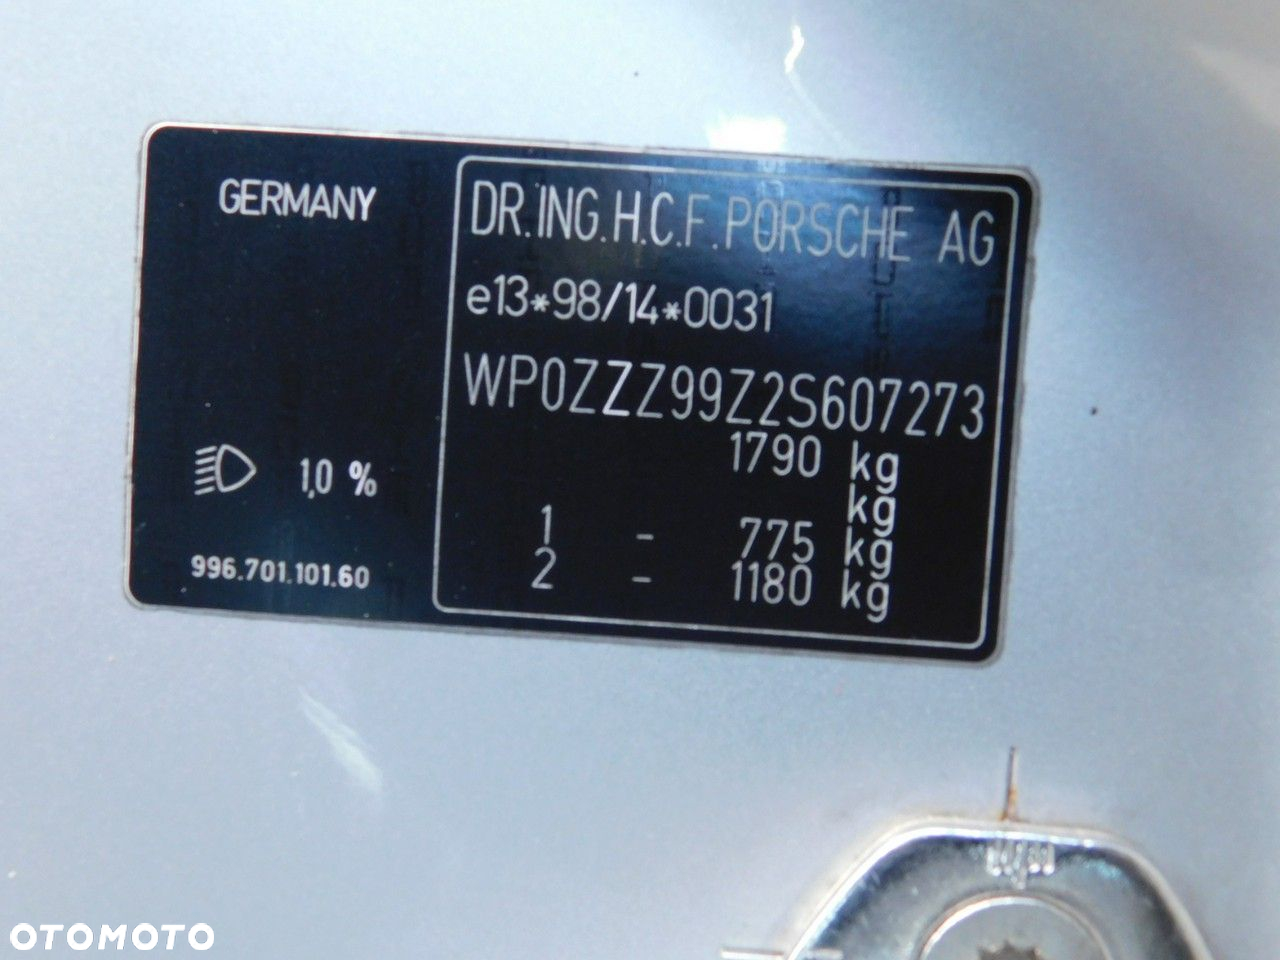 GERMANY
DR.ING.H.C.F.PORSCHE AG
e13*98/14*0031
WP0ZZZ99Z2S607273
1790 kg
kg
1 - 775 kg
2 - 1180 kg
1,0 %
996.701.101.60
OTOMOTO